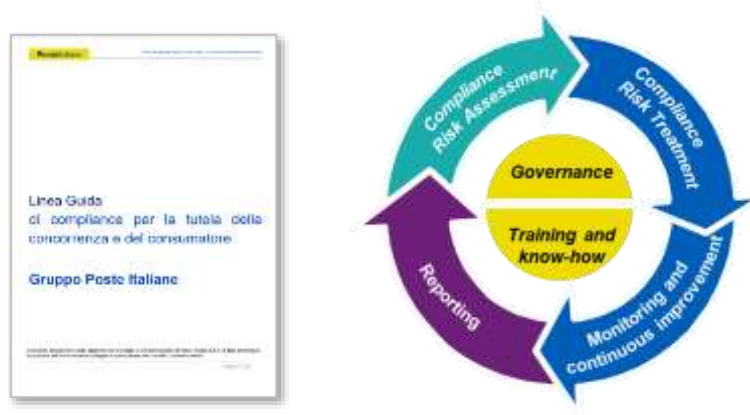 Posteitaliane
Linea Guida
di compliance per la tutela della
concorrenza e del consumatore
Gruppo Poste Italiane
Compliance
Risk Assessment
Compliance
Risk Treatment
Governance
Training and
know-how
Reporting
Monitoring and
continuous improvement